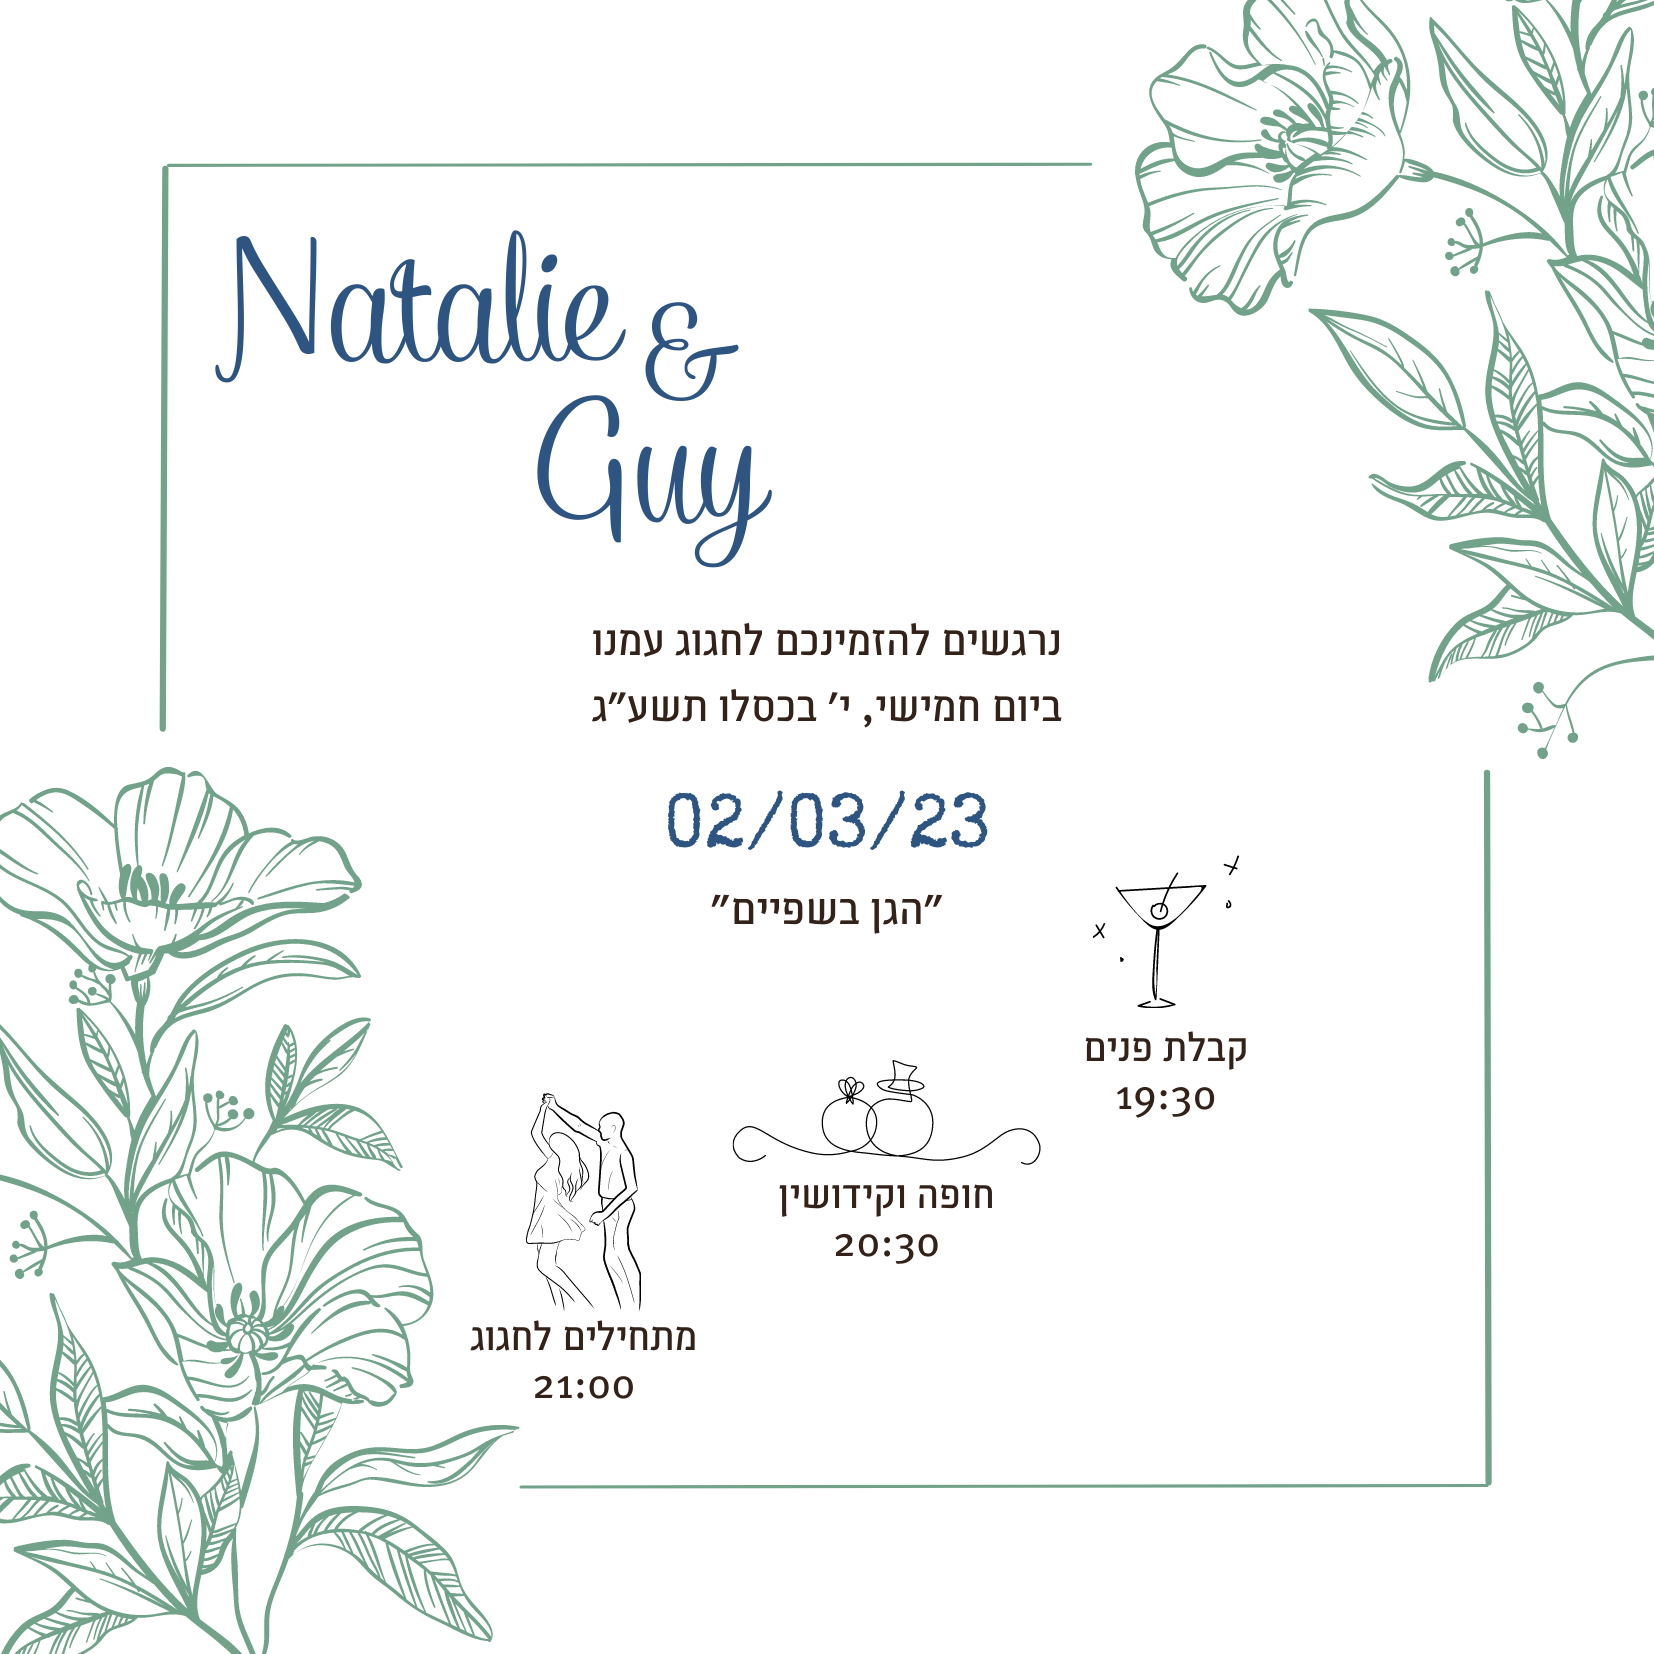 Natalie &
Guy
נרגשים להזמינכם לחגוג עמנו
ביום חמישי, י׳ בכסלו תשע״ג
02/03/23
״הגן בשפיים״
קבלת פנים
19:30
חופה וקידושין
20:30
מתחילים לחגוג
21:00